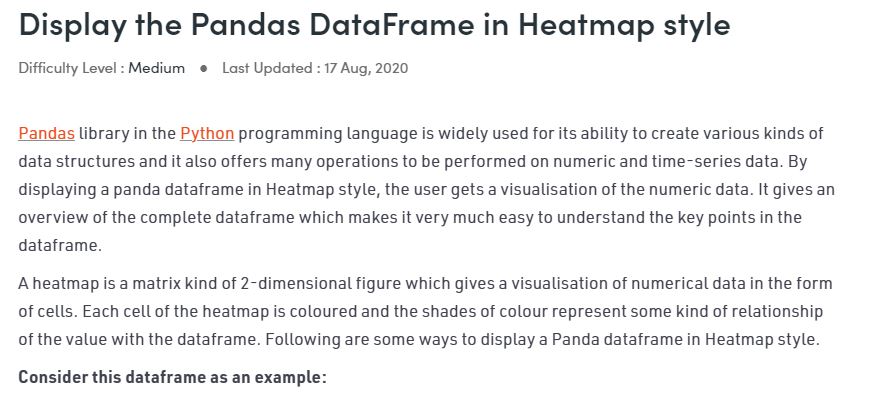 Display the Pandas DataFrame in Heatmap style
Difficulty Level : Medium ● Last Updated : 17 Aug, 2020
Pandas library in the Python programming language is widely used for its ability to create various kinds of
data structures and it also offers many operations to be performed on numeric and time-series data. By
displaying a panda dataframe in Heatmap style, the user gets a visualisation of the numeric data. It gives an
overview of the complete dataframe which makes it very much easy to understand the key points in the
dataframe.
A heatmap is a matrix kind of 2-dimensional figure which gives a visualisation of numerical data in the form
of cells. Each cell of the heatmap is coloured and the shades of colour represent some kind of relationship
of the value with the dataframe. Following are some ways to display a Panda dataframe in Heatmap style.
Consider this dataframe as an example: